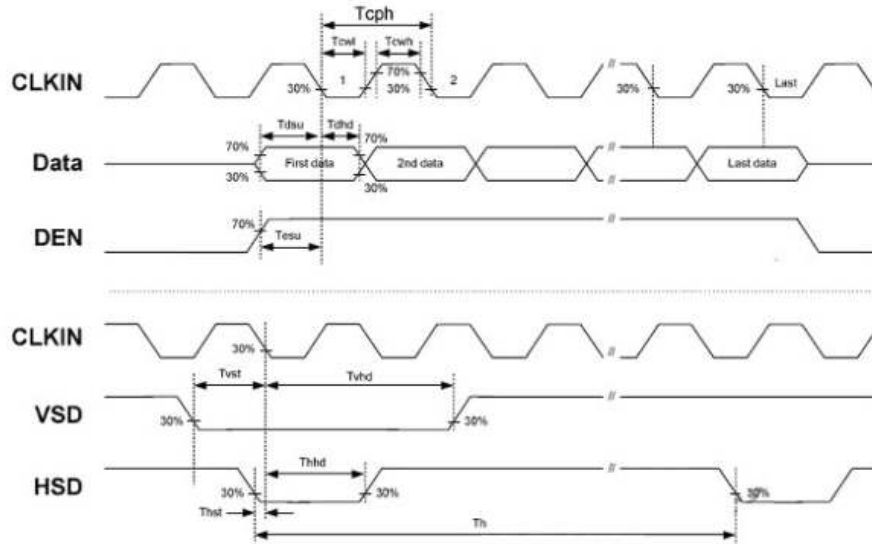 Tcph
Tcwl
Tcwh
CLKIN
30%
1
70%
30%
2
30%
30%
Last
Tdsu
Tdhd
70%
70%
Data
First data
2nd data
Last data
30%
30%
70%
DEN
Tesu
CLKIN
30%
Tvst
Tvhd
VSD
30%
30%
Thhd
HSD
30%
30%
30%
Thst
Th